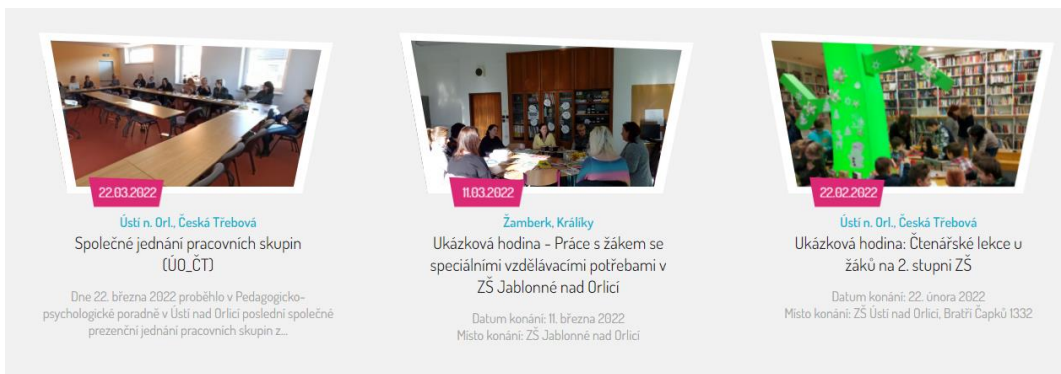 22.03.2022
Ústí n. Orl., Česká Třebová
Společné jednání pracovních skupin
(ÚO_ČT)
Dne 22. března 2022 proběhlo v Pedagogicko-
psychologické poradně v Ústí nad Orlicí poslední společné
prezenční jednání pracovních skupin z...
11.03.2022
Žamberk, Králíky
Ukázková hodina - Práce s žákem se
speciálními vzdělávacími potřebami v
ZŠ Jablonné nad Orlicí
Datum konání: 11. března 2022
Místo konání: ZŠ Jablonné nad Orlicí
22.02.2022
Ústí n. Orl., Česká Třebová
Ukázková hodina: Čtenářské lekce u
žáků na 2. stupni ZŠ
Datum konání: 22. února 2022
Místo konání: ZŠ Ústí nad Orlicí, Bratří Čapků 1332